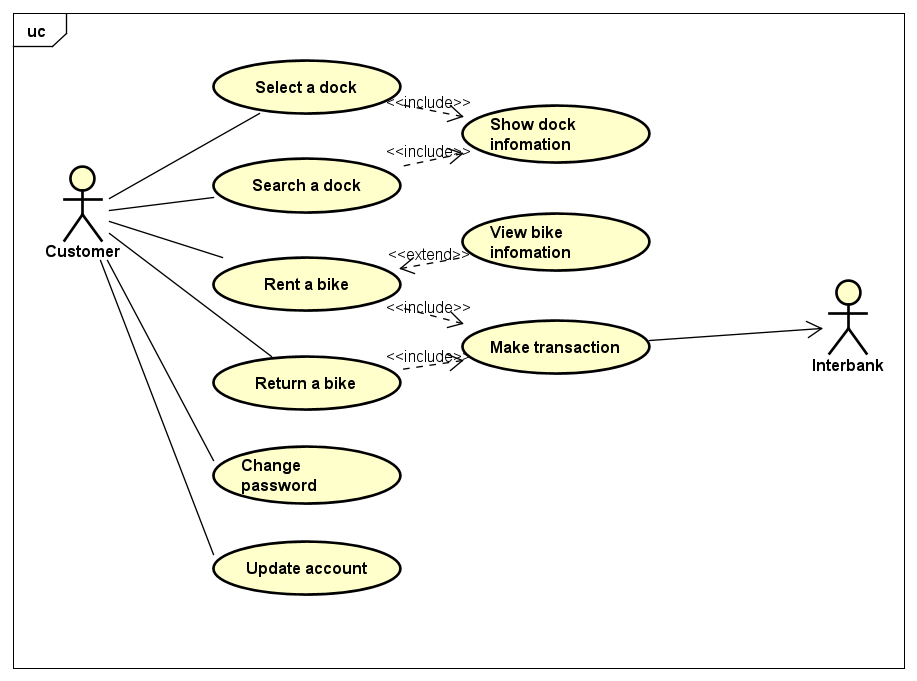 uc
Select a dock
<<include>>
Show dock
infomation
<<include>>
Search a dock
Customer
View bike
infomation
<<extend>>
Rent a bike
<<include>>
Make transaction
Interbank
<<include>>
Return a bike
Change
password
Update account